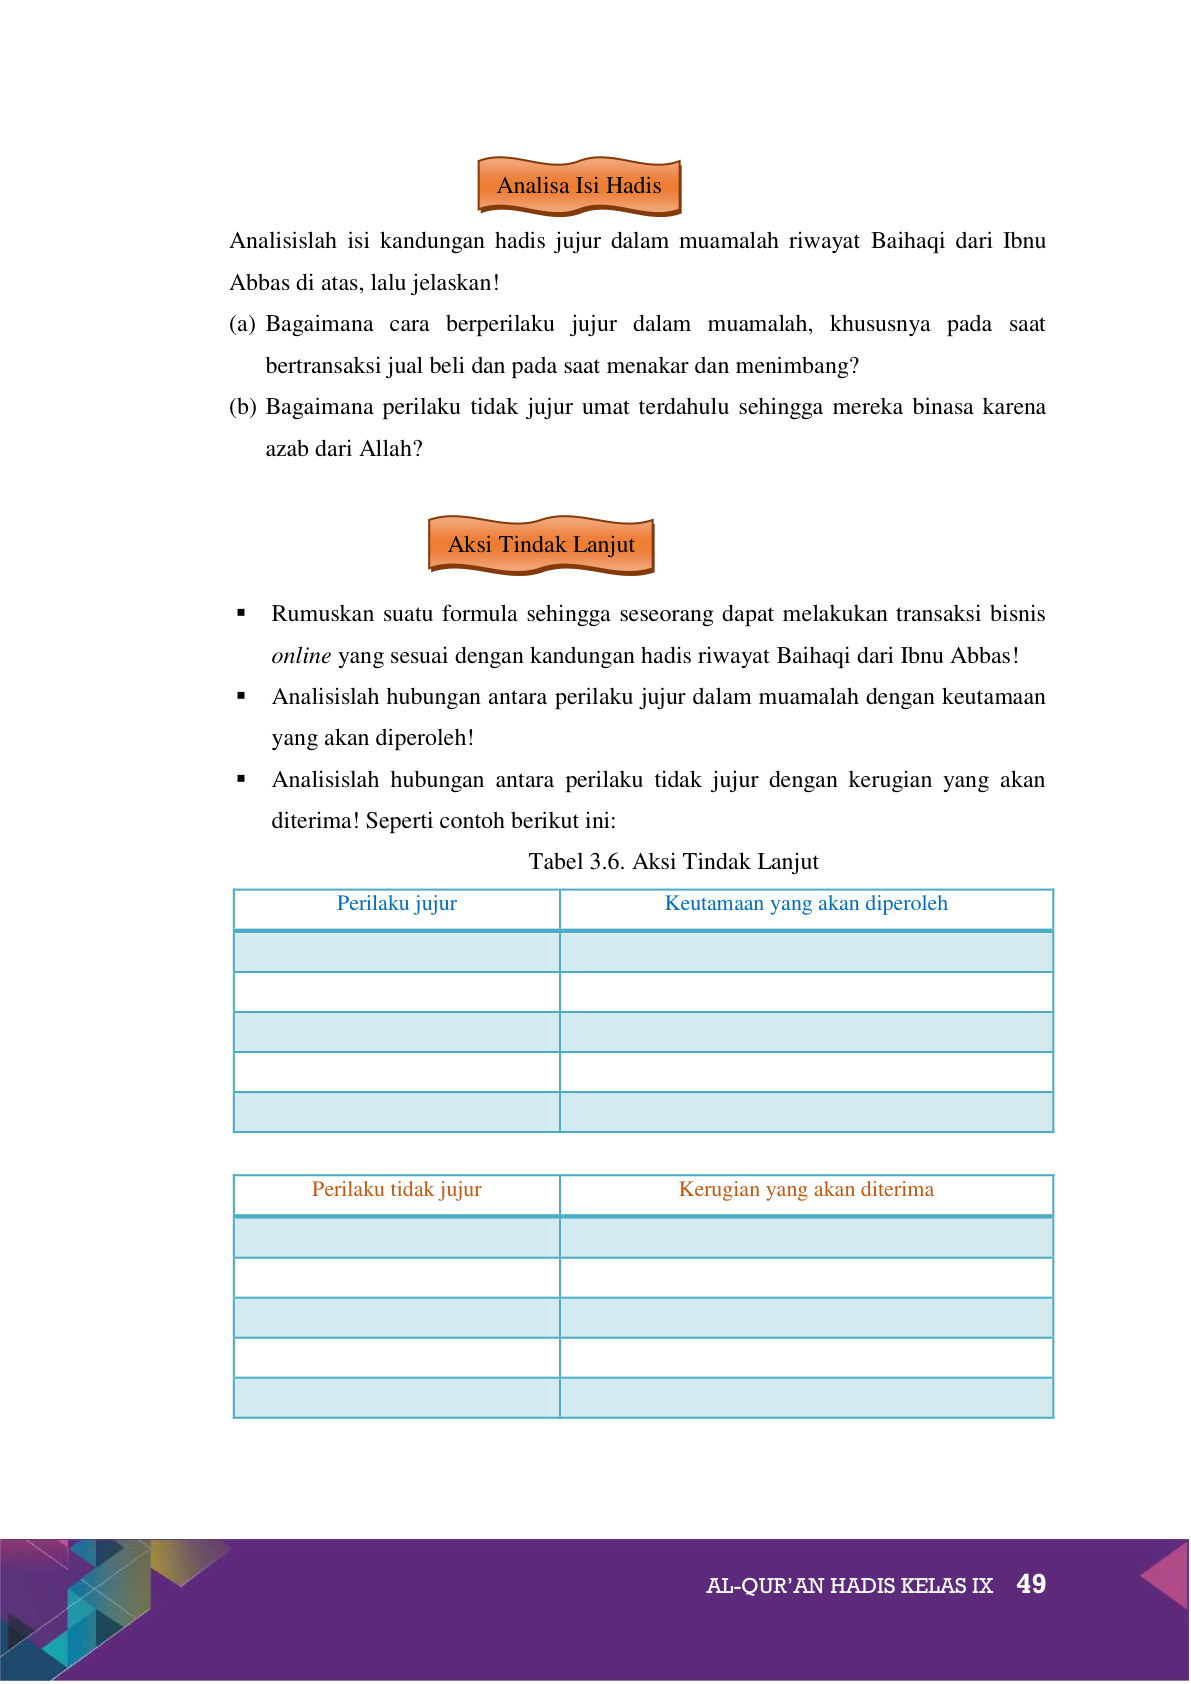 Analisa Isi Hadis
Analisislah isi kandungan hadis jujur dalam muamalah riwayat Baihaqi dari Ibnu
Abbas di atas, lalu jelaskan!
(a) Bagaimana cara berperilaku jujur dalam muamalah, khususnya pada saat
bertransaksi jual beli dan pada saat menakar dan menimbang?
(b) Bagaimana perilaku tidak jujur umat terdahulu sehingga mereka binasa karena
azab dari Allah?
Aksi Tindak Lanjut
▪ Rumuskan suatu formula sehingga seseorang dapat melakukan transaksi bisnis
online yang sesuai dengan kandungan hadis riwayat Baihaqi dari Ibnu Abbas!
▪ Analisislah hubungan antara perilaku jujur dalam muamalah dengan keutamaan
yang akan diperoleh!
▪ Analisislah hubungan antara perilaku tidak jujur dengan kerugian yang akan
diterima! Seperti contoh berikut ini:
Tabel 3.6. Aksi Tindak Lanjut
Perilaku jujur Keutamaan yang akan diperoleh
Perilaku tidak jujur Kerugian yang akan diterima
AL-QUR’AN HADIS KELAS IX 49